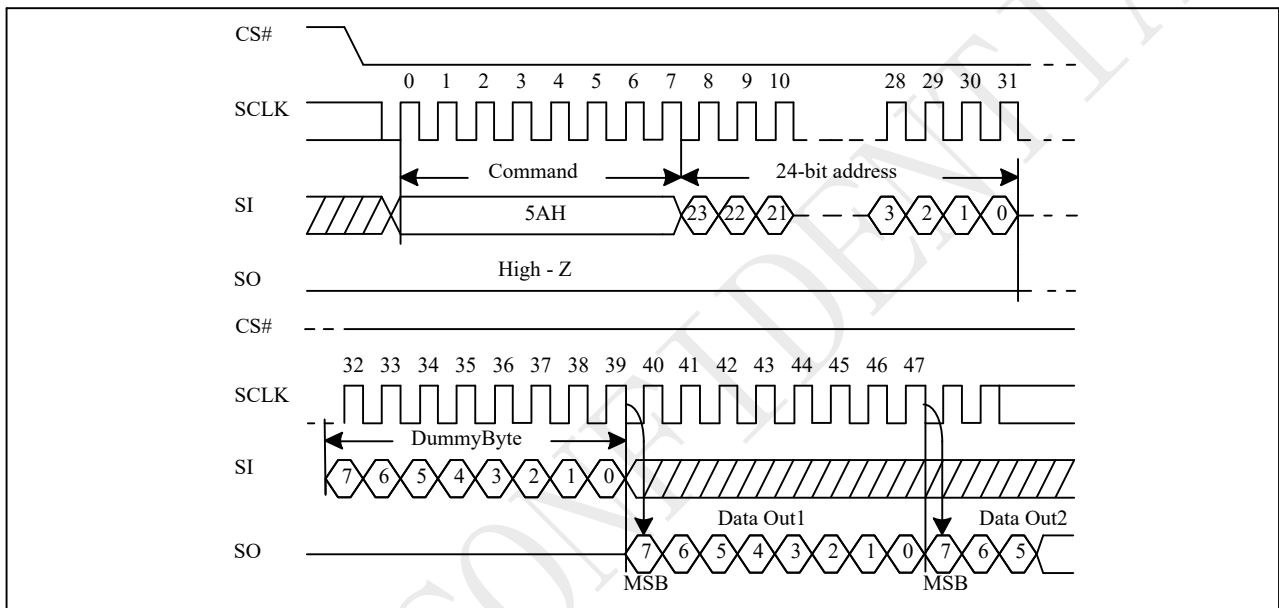 CS#
0 1 2 3 4 5 6 7 8 9 10 28 29 30 31
SCLK
Command 24-bit address
SI 5AH 23 22 21 3 2 1 0
High - Z
SO
CS#
32 33 34 35 36 37 38 39 40 41 42 43 44 45 46 47
SCLK
DummyByte
SI 7 6 5 4 3 2 1 0
Data Out1 Data Out2
SO 7 6 5 4 3 2 1 0 7 6 5
MSB MSB
CONFIDENTIA